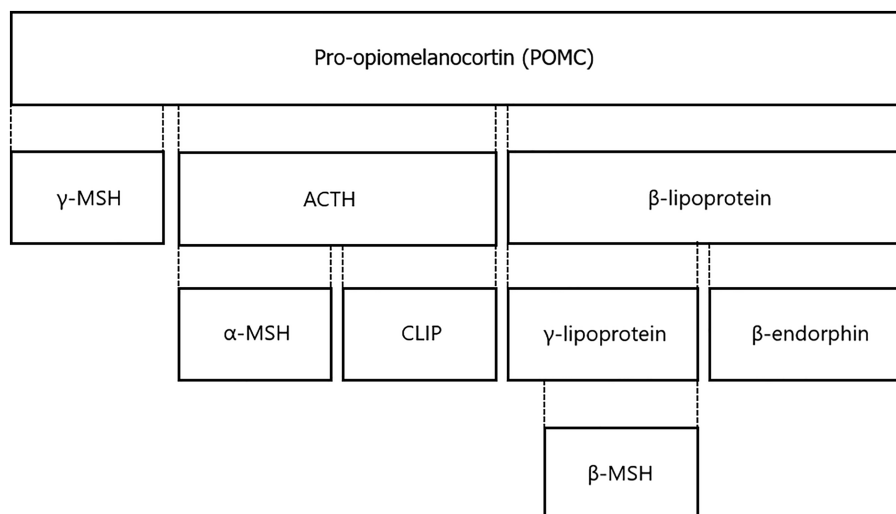 Pro-opiomelanocortin (POMC)
γ-MSH
ACTH
β-lipoprotein
α-MSH
CLIP
γ-lipoprotein
β-endorphin
β-MSH